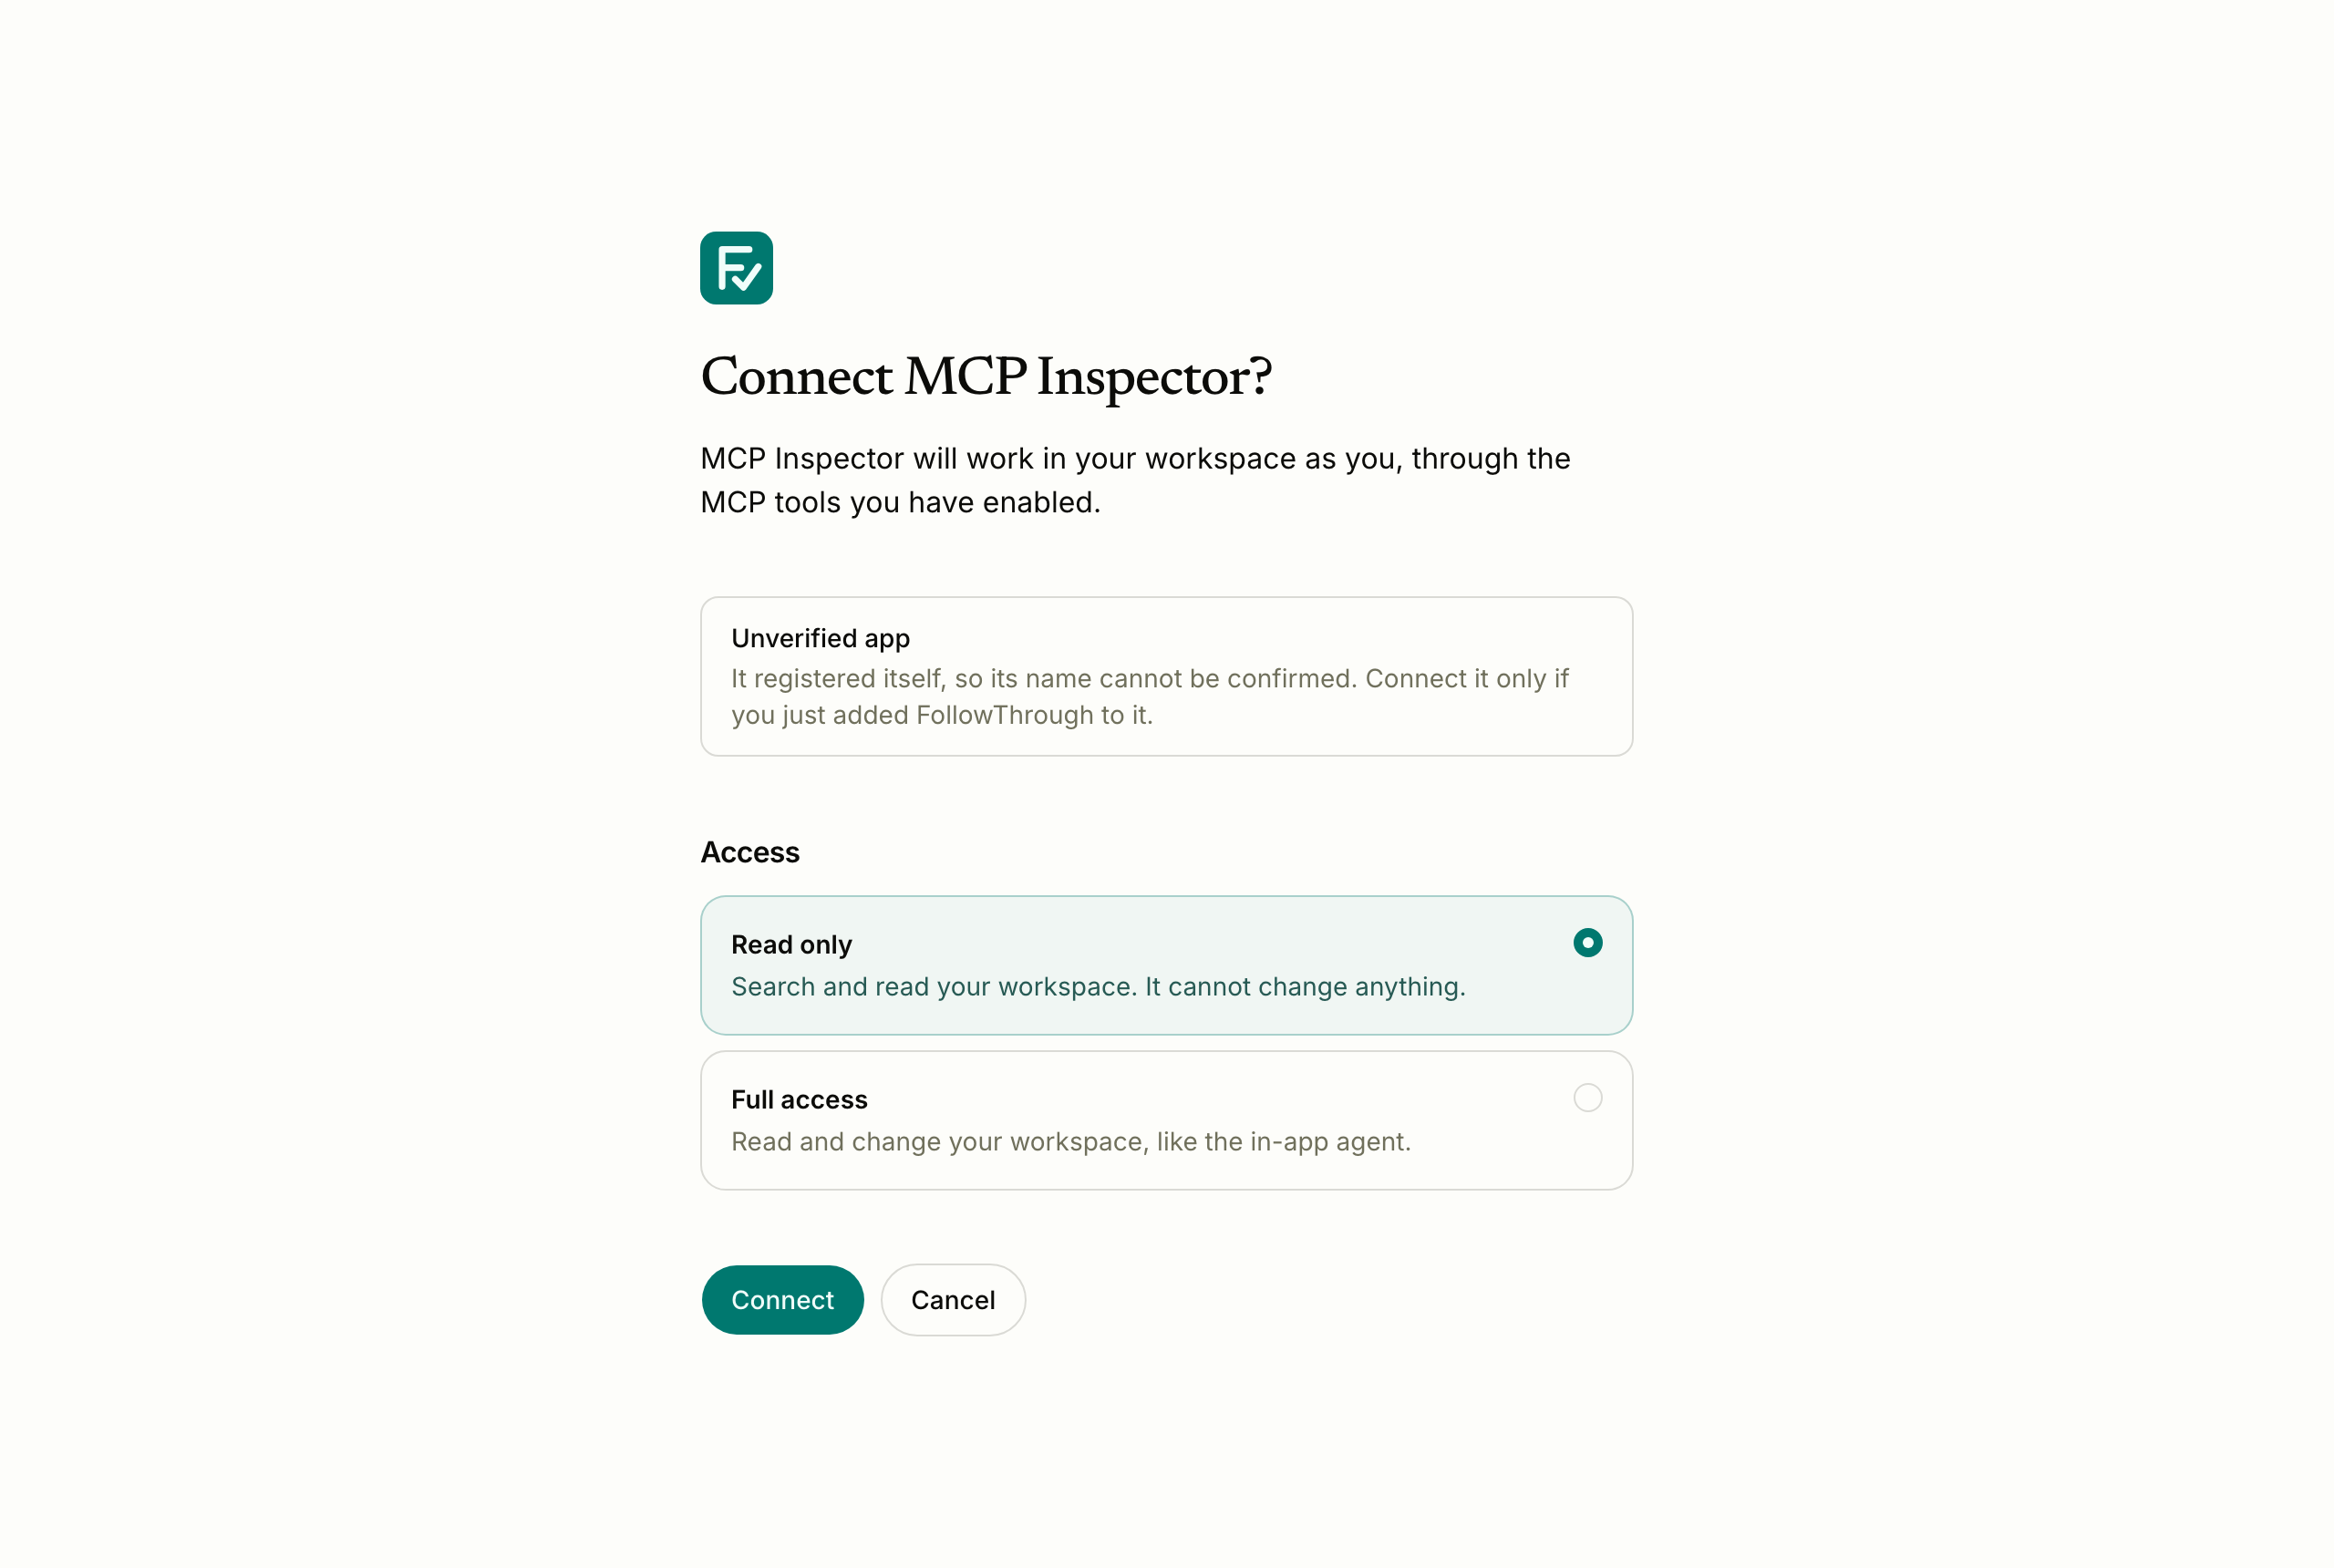 Connect MCP Inspector?
MCP Inspector will work in your workspace as you, through the
MCP tools you have enabled.
Unverified app
It registered itself, so its name cannot be confirmed. Connect it only if
you just added FollowThrough to it.
Access
Read only
Search and read your workspace. It cannot change anything.
Full access
Read and change your workspace, like the in-app agent.
Connect
Cancel